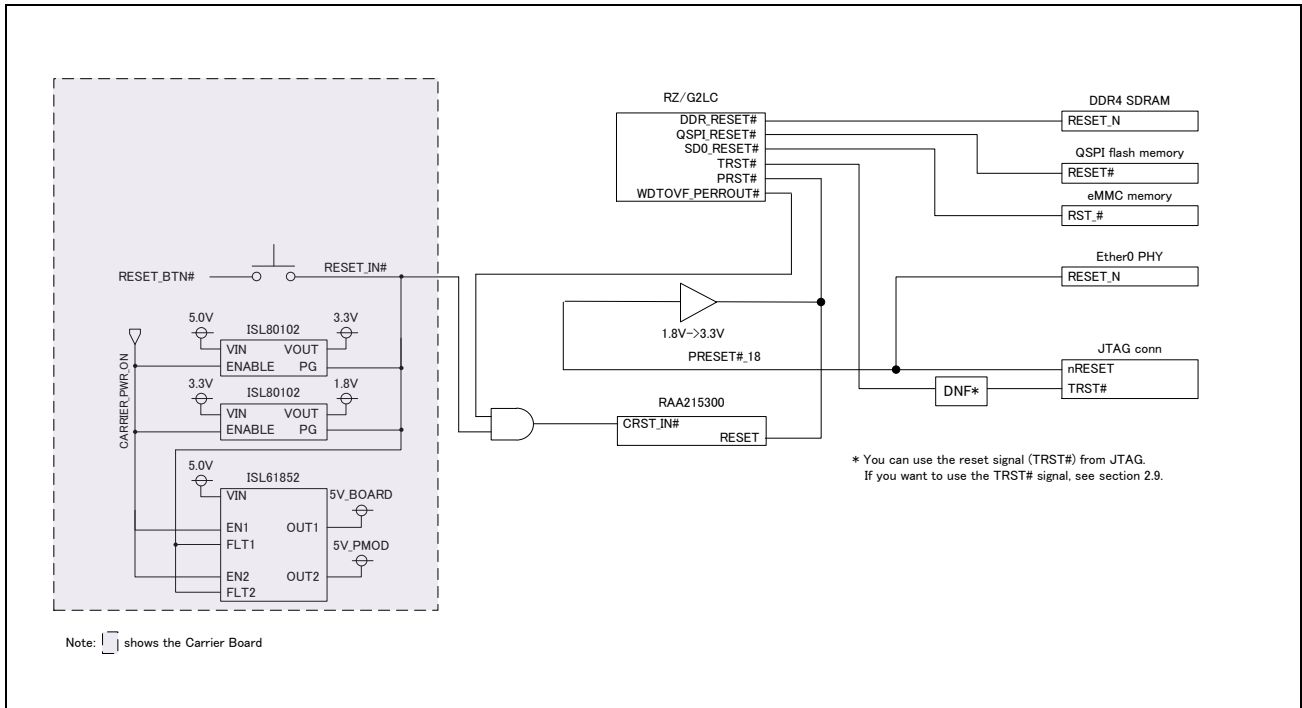 RZ/G2LC
DDR_RESET#
QSPI_RESET#
SD0_RESET#
TRST#
PRST#
WDTOVF_PERROUT#
DDR4 SDRAM
RESET_N
QSPI flash memory
RESET#
eMMC memory
RST_#
Ether0 PHY
RESET_N
JTAG conn
nRESET
TRST#
DNF*
1.8V->3.3V
PRESET#_18
RAA215300
CRST_IN#
RESET
RESET_BTN#
RESET_IN#
CARRIER_PWR_ON
5.0V
ISL80102
3.3V
VIN
VOUT
ENABLE
PG
3.3V
ISL80102
1.8V
VIN
VOUT
ENABLE
PG
5.0V
ISL61852
VIN
5V_BOARD
EN1
OUT1
FLT1
5V_PMOD
EN2
OUT2
FLT2
* You can use the reset signal (TRST#) from JTAG.
If you want to use the TRST# signal, see section 2.9.
Note: shows the Carrier Board